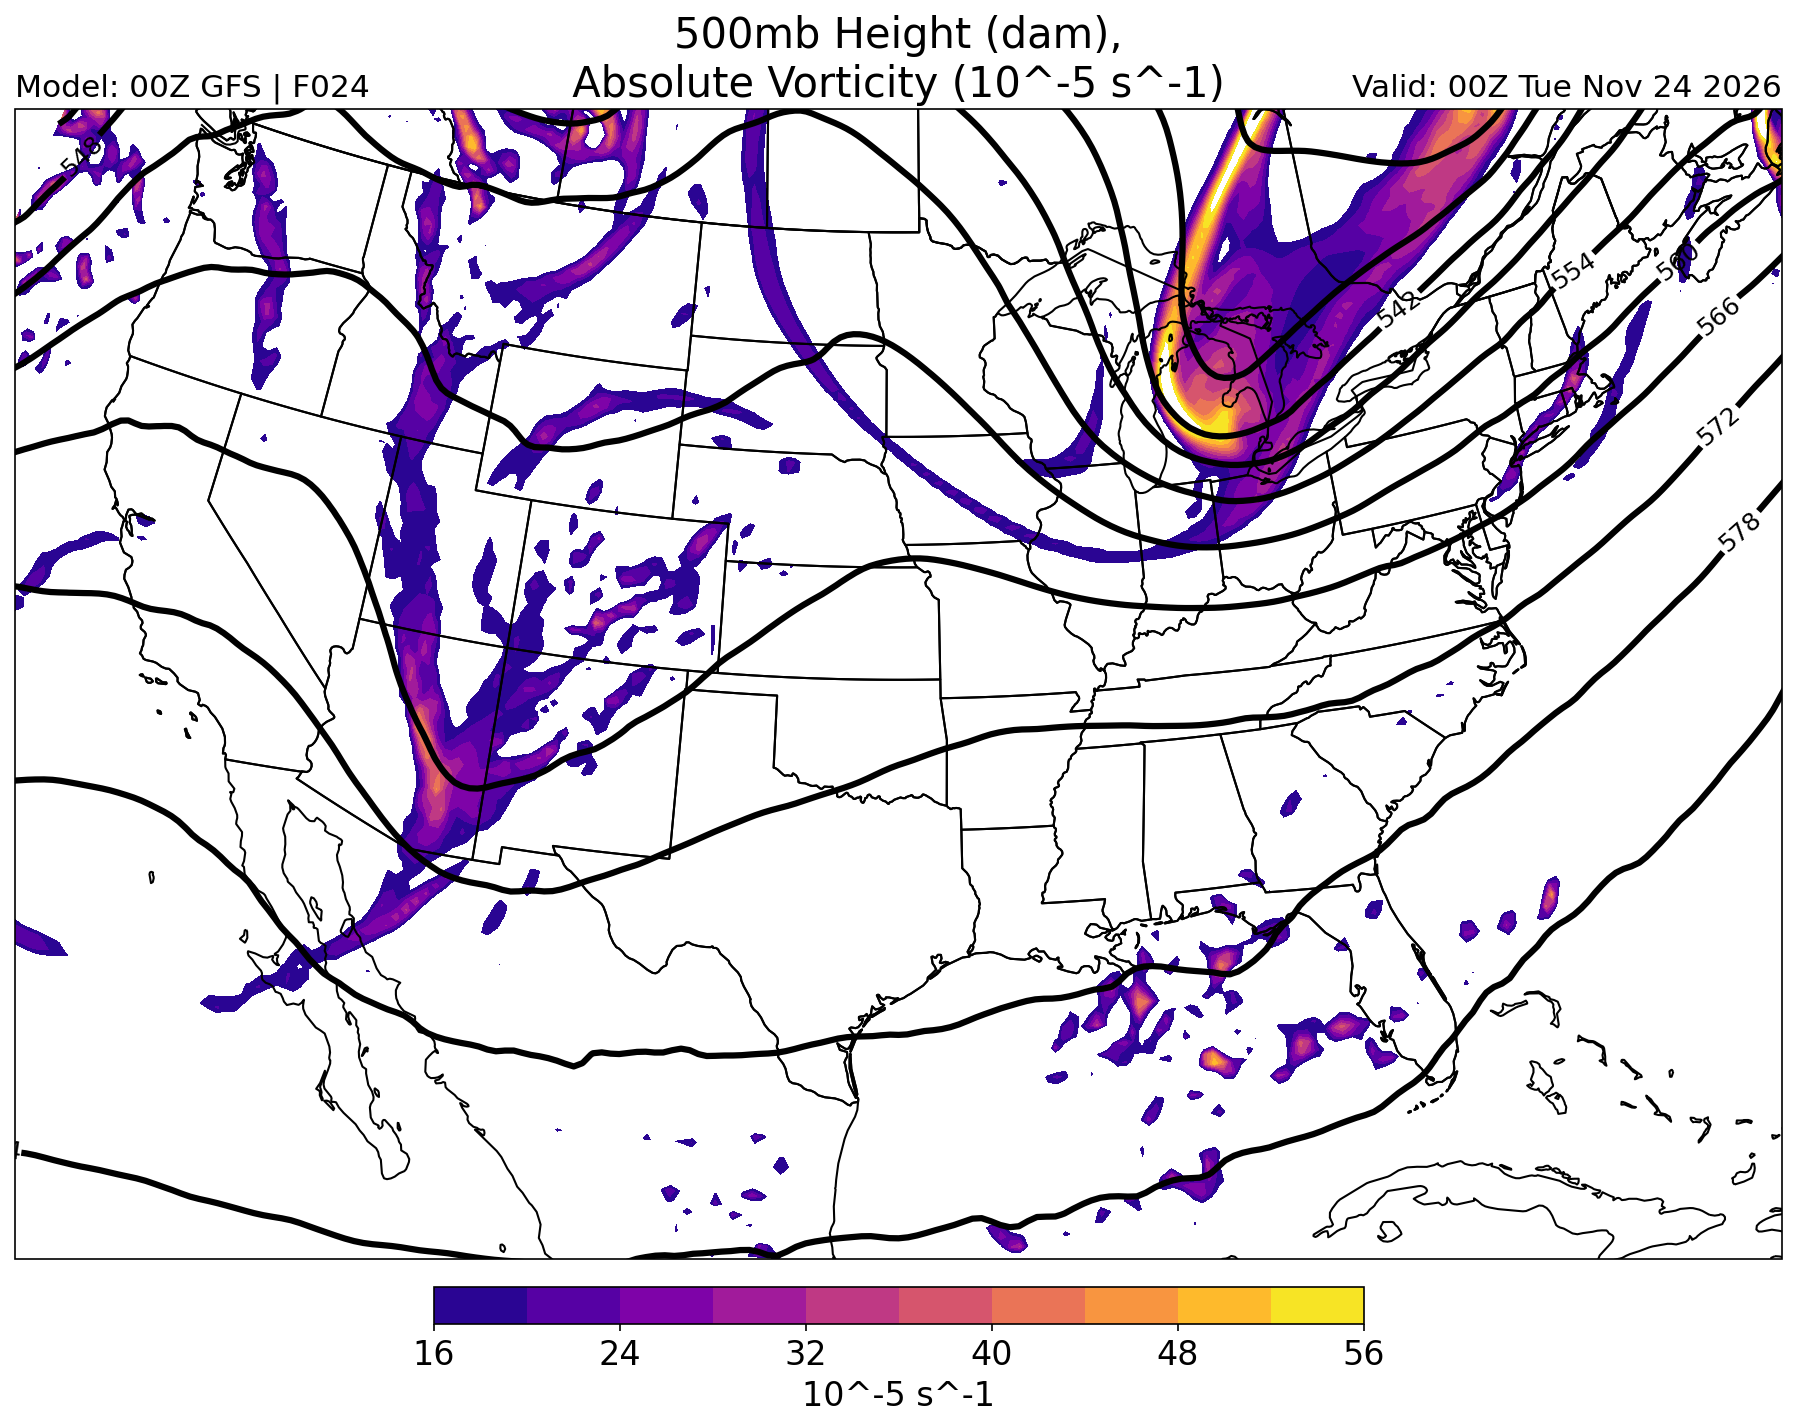 500mb Height (dam),
Absolute Vorticity (10^-5 s^-1)
Model: 00Z GFS | F024
Valid: 00Z Tue Nov 24 2026
548
542
554
560
566
572
578
16 24 32 40 48 56
10^-5 s^-1